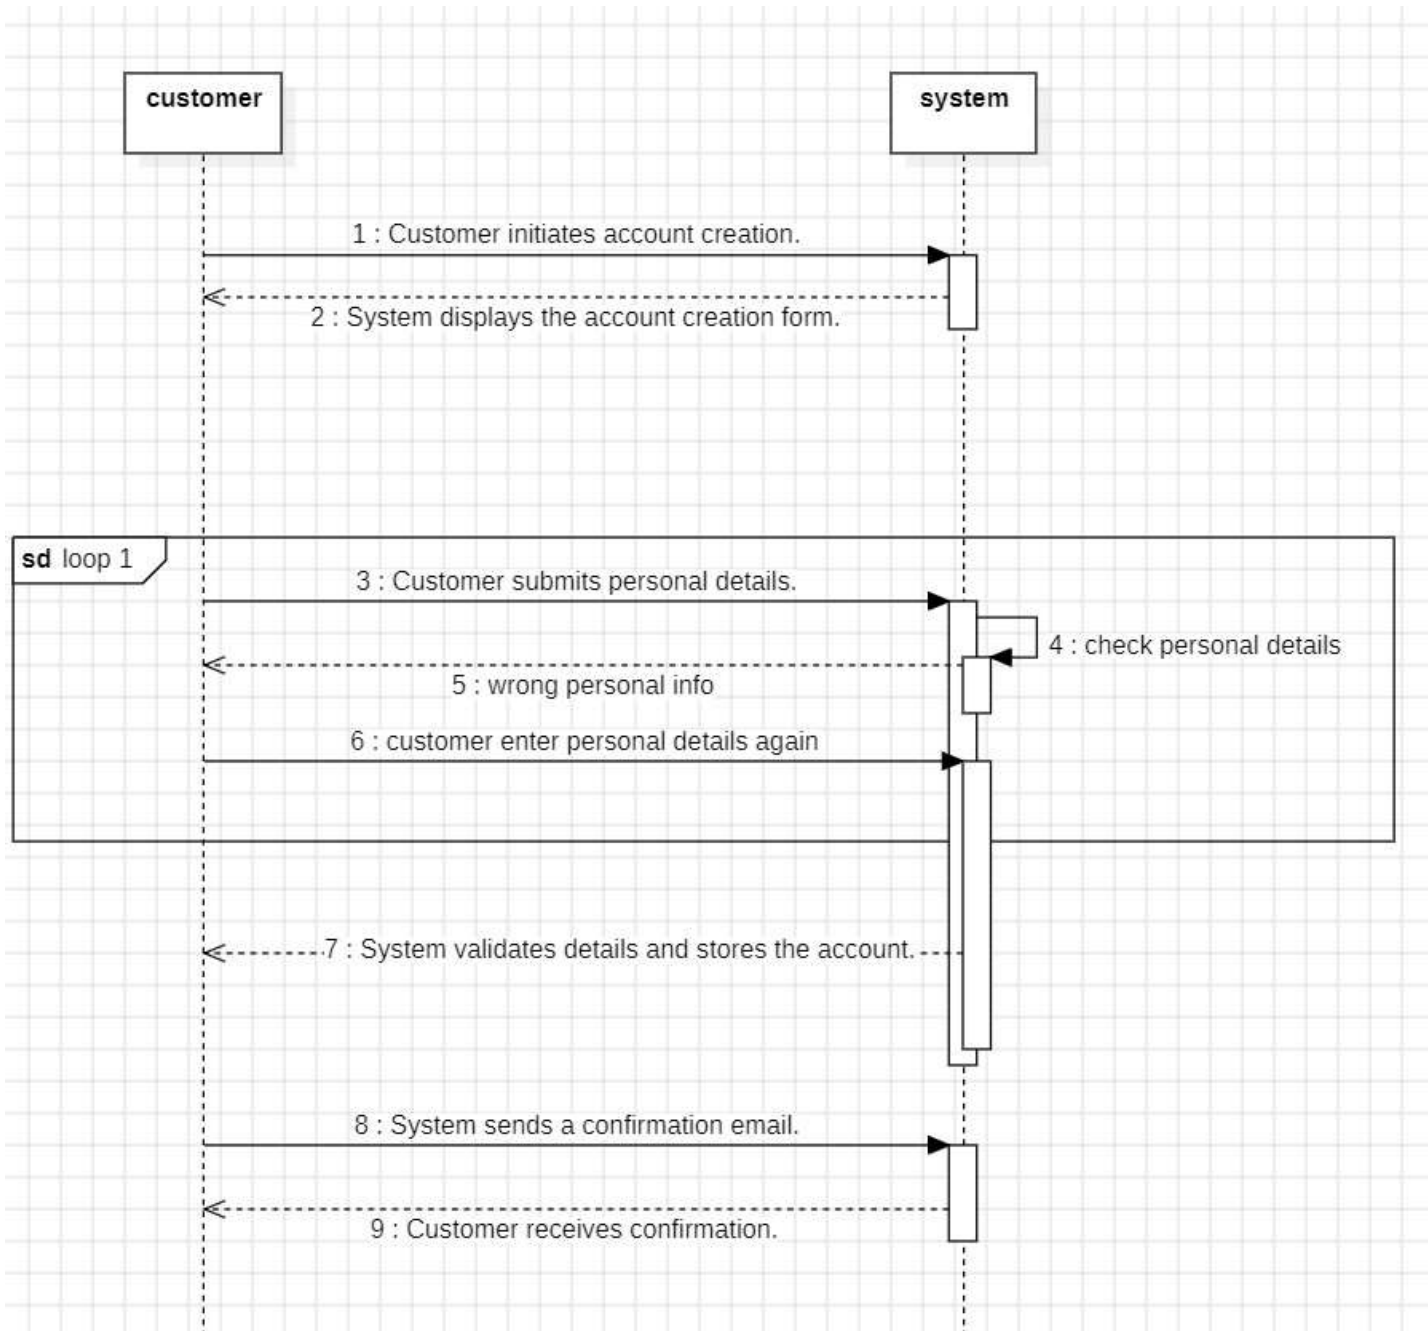 customer
system
1 : Customer initiates account creation.
2 : System displays the account creation form.
sd loop 1
3 : Customer submits personal details.
4 : check personal details
5 : wrong personal info
6 : customer enter personal details again
7 : System validates details and stores the account.
8 : System sends a confirmation email.
9 : Customer receives confirmation.